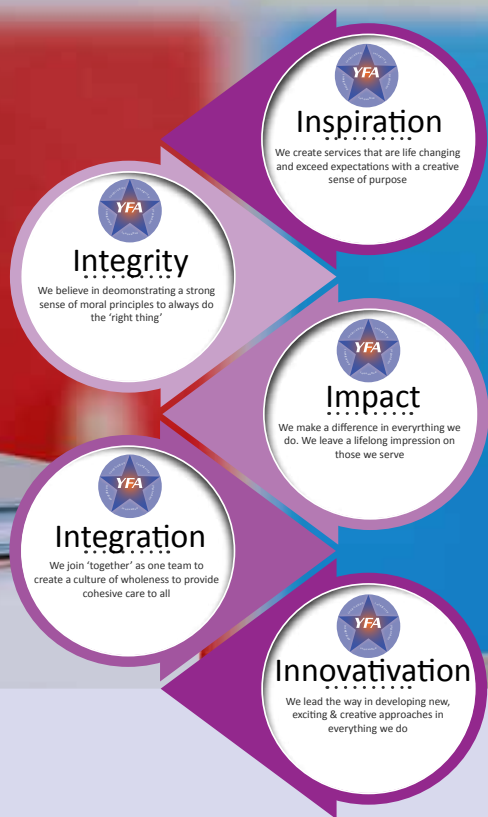 YFA
Inspiration
We create services that are life changing
and exceed expectations with a creative
sense of purpose
YFA
Integrity
We believe in deomonstrating a strong
sense of moral principles to always do
the ‘right thing’
YFA
Impact
We make a difference in everyrthing we
do. We leave a lifelong impression on
those we serve
YFA
Integration
We join ‘together’ as one team to
create a culture of wholeness to provide
cohesive care to all
YFA
Innovativation
We lead the way in developing new,
exciting & creative approaches in
everything we do